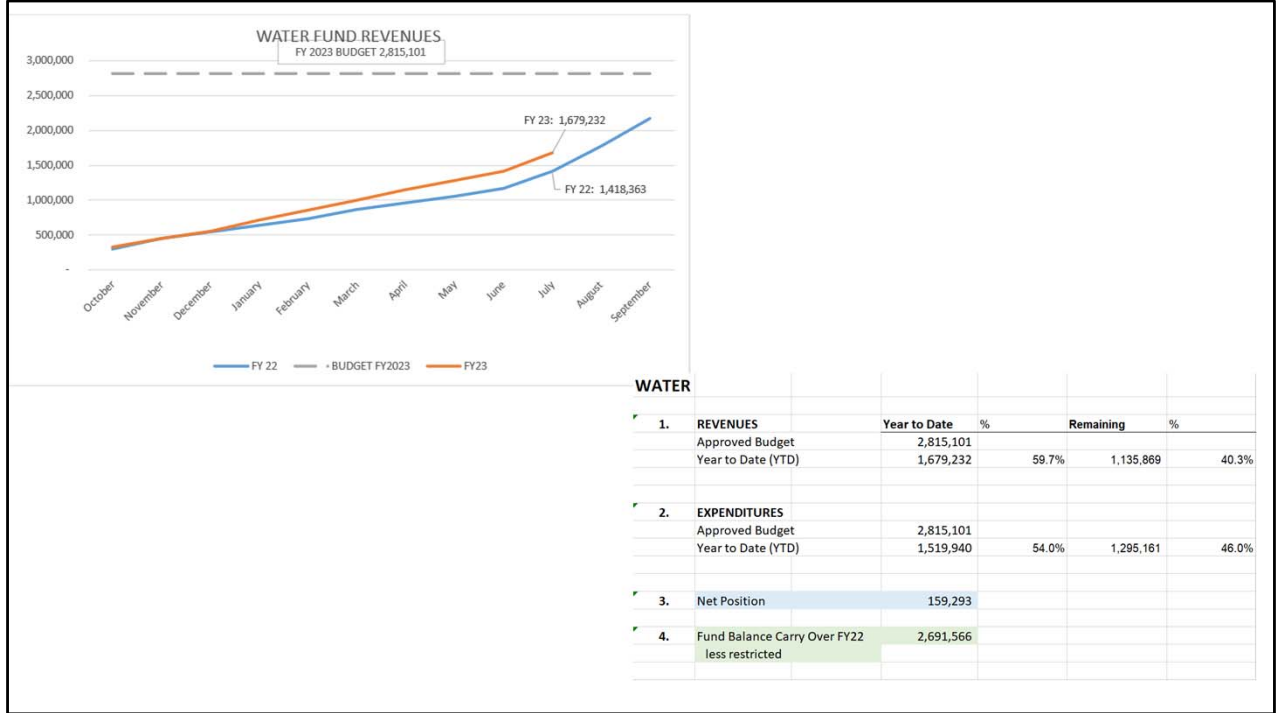 WATER FUND REVENUES
FY 2023 BUDGET 2,815,101
3,000,000
2,500,000
2,000,000
1,500,000
1,000,000
500,000
-
FY 23: 1,679,232
FY 22: 1,418,363
October November December January February March April May June July August September
FY 22 BUDGET FY2023 FY23
WATER
1. REVENUES Year to Date % Remaining %
Approved Budget 2,815,101
Year to Date (YTD) 1,679,232 59.7% 1,135,869 40.3%
2. EXPENDITURES
Approved Budget 2,815,101
Year to Date (YTD) 1,519,940 54.0% 1,295,161 46.0%
3. Net Position 159,293
4. Fund Balance Carry Over FY22 2,691,566
less restricted